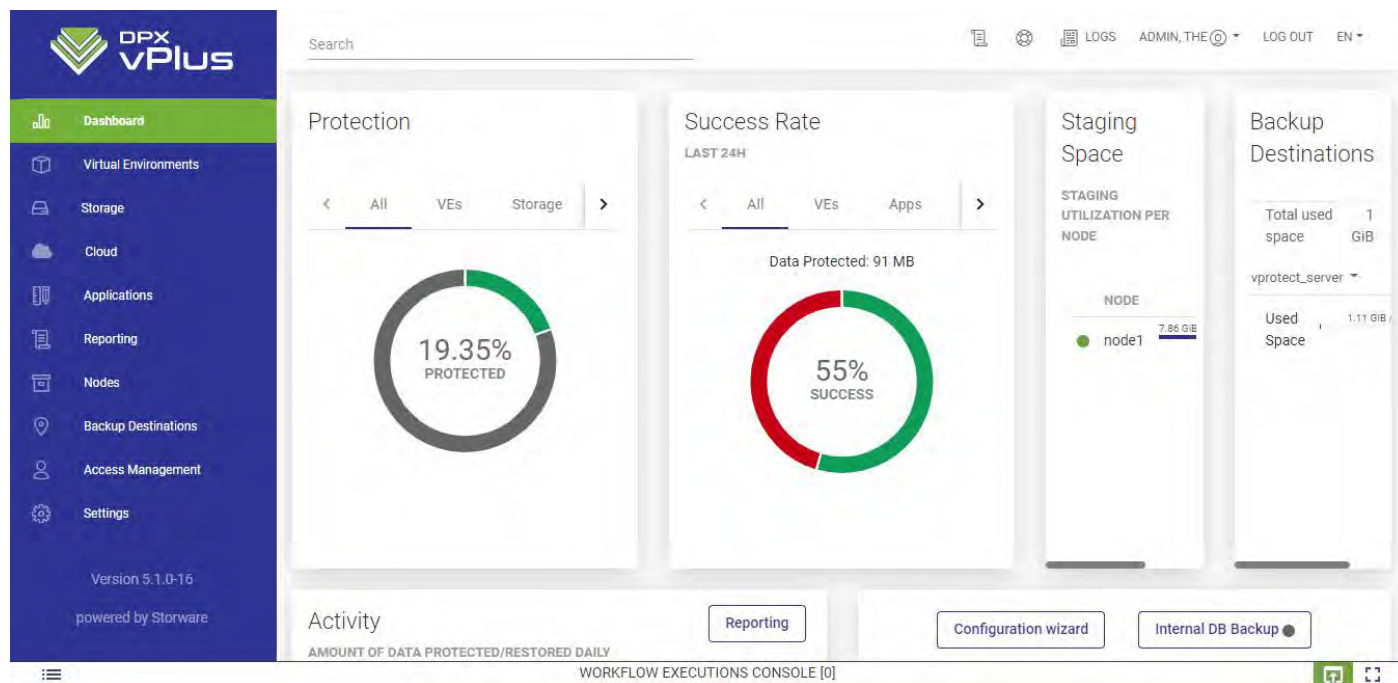 DPX
vPlus
Dashboard
Virtual Environments
Storage
Cloud
Applications
Reporting
Nodes
Backup Destinations
Access Management
Settings
Version 5.1.0-16
powered by Storware
Search
LOGS
ADMIN, THE
LOG OUT
EN
Protection
All
VEs
Storage
19.35%
PROTECTED
Success Rate
LAST 24H
All
VEs
Apps
Data Protected: 91 MB
55%
SUCCESS
Staging
Space
STAGING
UTILIZATION PER
NODE
NODE
node1
7.86 GiB
Backup
Destinations
Total used 1
space GiB
vprotect_server
Used 1.11 GiB /
Space
Activity
Reporting
AMOUNT OF DATA PROTECTED/RESTORED DAILY
Configuration wizard
Internal DB Backup
WORKFLOW EXECUTIONS CONSOLE [0]